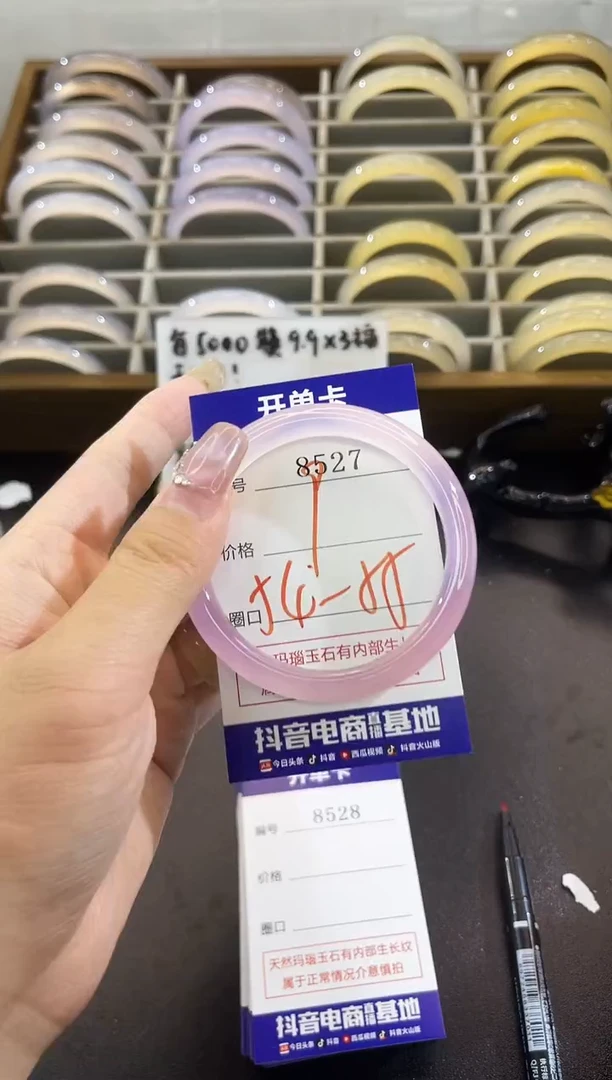 每5000赞9.9×3福
开单卡
号 8527
价格
圈口 54-55
玛瑙玉石有内部生
抖音电商直播基地
今日头条 抖音 西瓜视频 抖音火山版
开单卡
编号 8528
价格
圈口
天然玛瑙玉石有内部生长纹
属于正常情况介意慎拍
抖音电商直播基地
今日头条 抖音 西瓜视频 抖音火山版